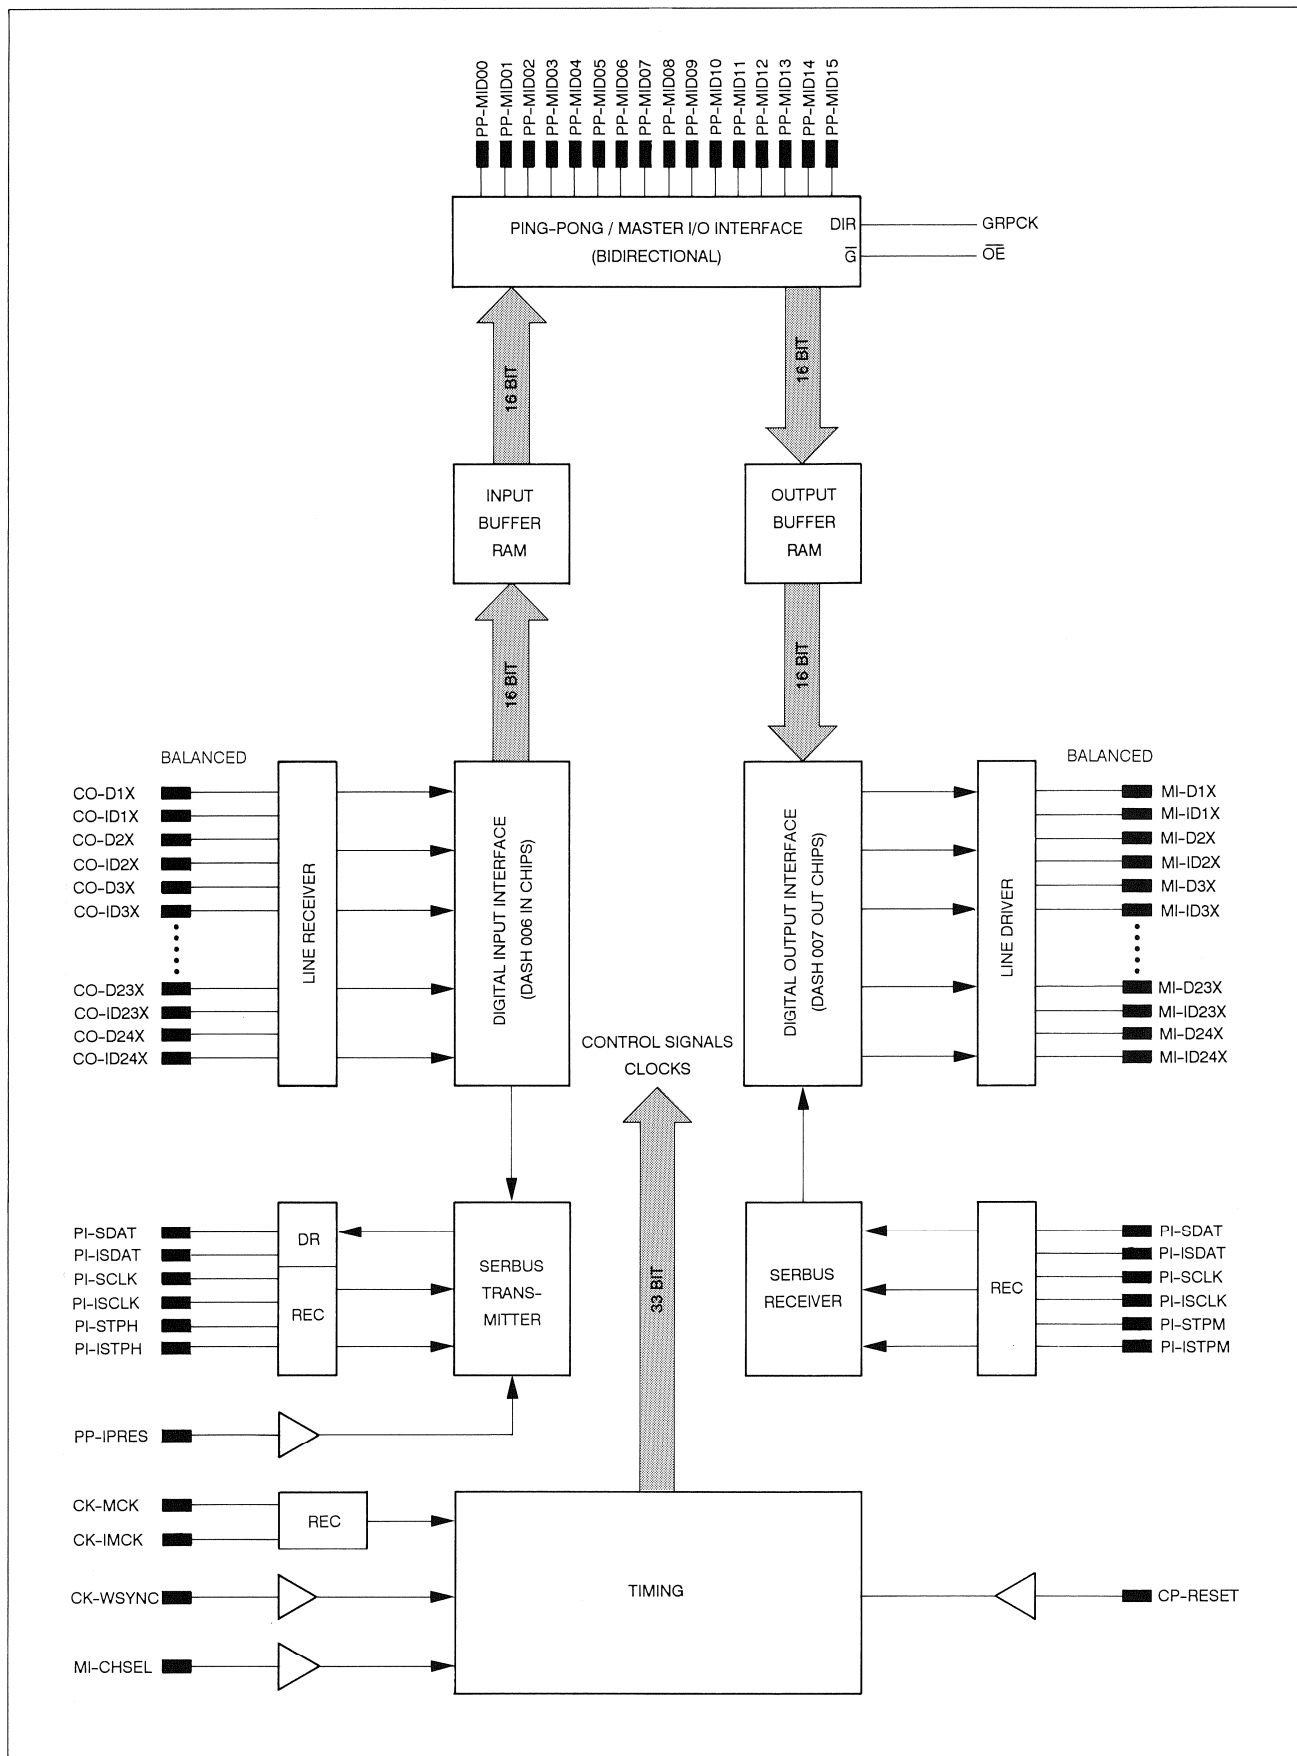 PP-MID00
PP-MID01
PP-MID02
PP-MID03
PP-MID04
PP-MID05
PP-MID06
PP-MID07
PP-MID08
PP-MID09
PP-MID10
PP-MID11
PP-MID12
PP-MID13
PP-MID14
PP-MID15
PING-PONG / MASTER I/O INTERFACE
(BIDIRECTIONAL)
DIR
G̅
GRPCK
O̅E̅
16 BIT
16 BIT
INPUT
BUFFER
RAM
OUTPUT
BUFFER
RAM
16 BIT
16 BIT
BALANCED
CO-D1X
CO-ID1X
CO-D2X
CO-ID2X
CO-D3X
CO-ID3X
CO-D23X
CO-ID23X
CO-D24X
CO-ID24X
LINE RECEIVER
DIGITAL INPUT INTERFACE
(DASH 006 IN CHIPS)
DIGITAL OUTPUT INTERFACE
(DASH 007 OUT CHIPS)
LINE DRIVER
BALANCED
MI-D1X
MI-ID1X
MI-D2X
MI-ID2X
MI-D3X
MI-ID3X
MI-D23X
MI-ID23X
MI-D24X
MI-ID24X
CONTROL SIGNALS
CLOCKS
33 BIT
PI-SDAT
PI-ISDAT
PI-SCLK
PI-ISCLK
PI-STPH
PI-ISTPH
DR
REC
SERBUS
TRANS-
MITTER
SERBUS
RECEIVER
REC
PI-SDAT
PI-ISDAT
PI-SCLK
PI-ISCLK
PI-STPM
PI-ISTPM
PP-IPRES
CK-MCK
CK-IMCK
REC
CK-WSYNC
MI-CHSEL
TIMING
CP-RESET